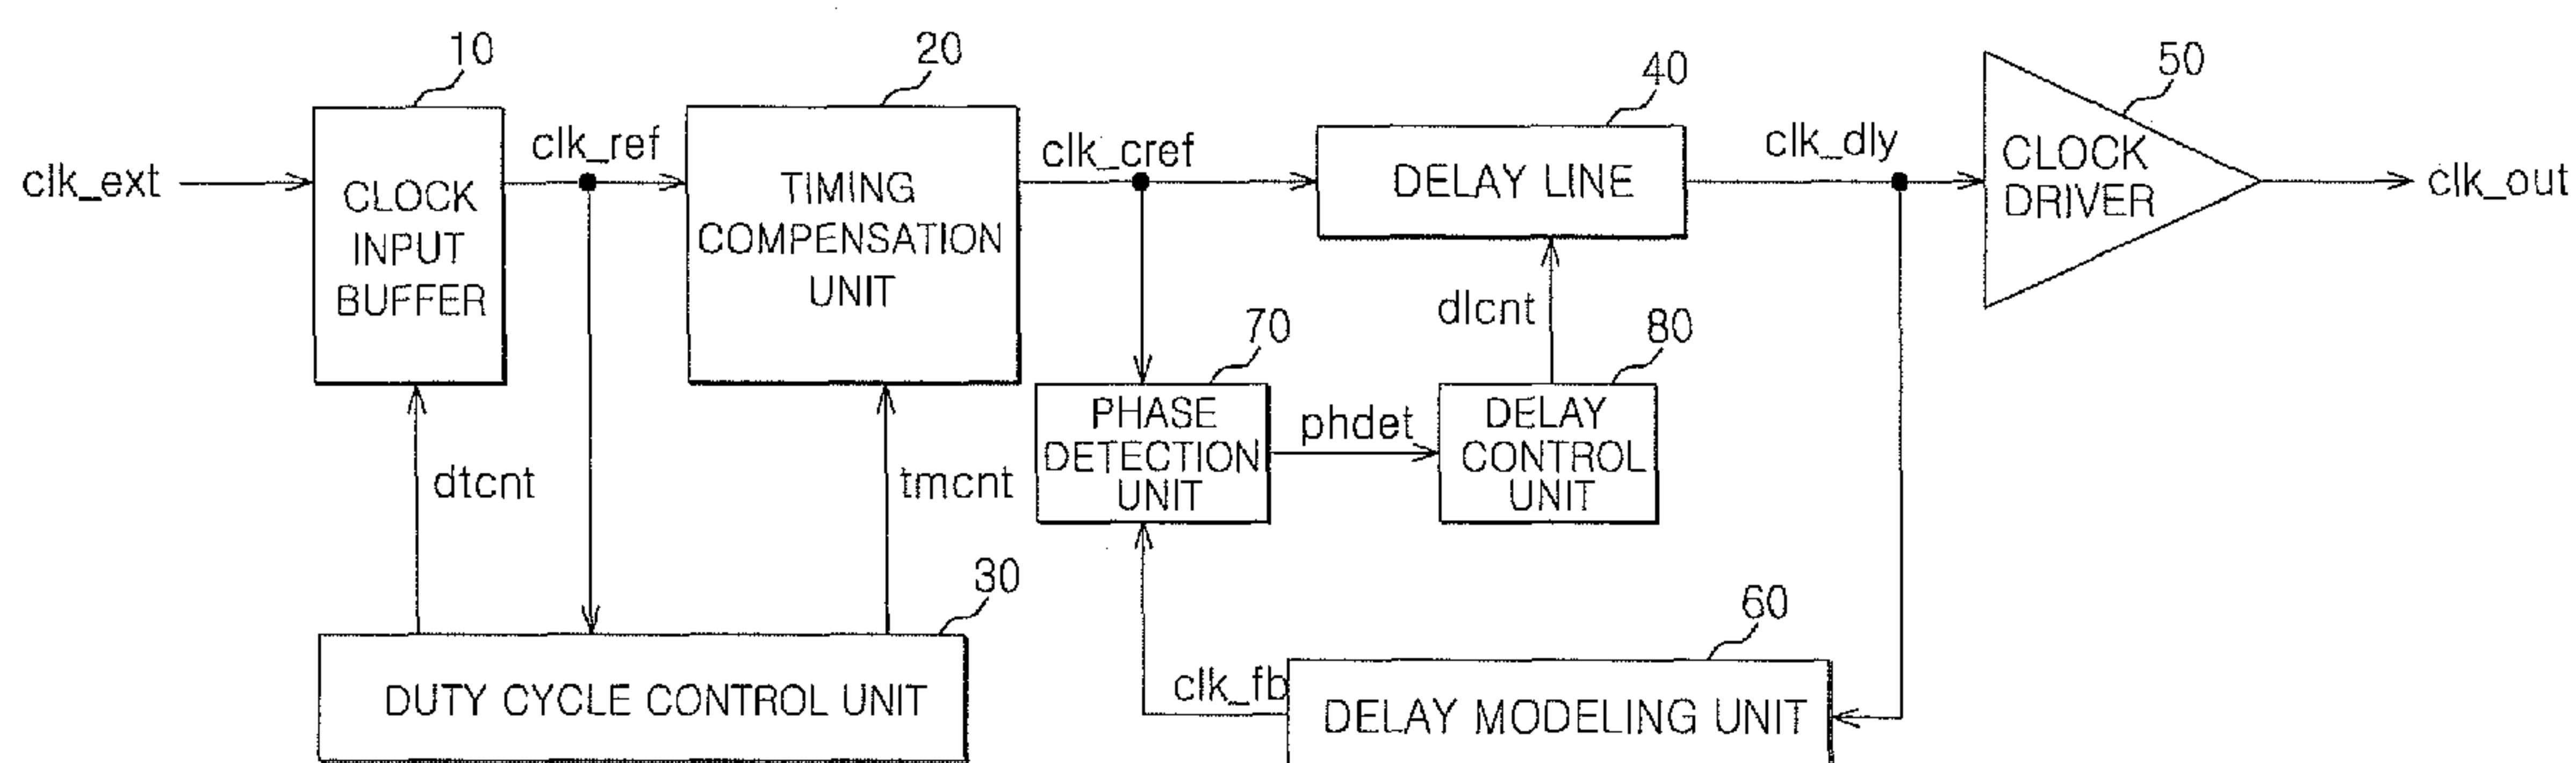 10
20
40
50
clk_ext
CLOCK
INPUT
BUFFER
clk_ref
TIMING
COMPENSATION
UNIT
clk_cref
DELAY LINE
clk_dly
CLOCK
DRIVER
clk_out
dtcnt
tmcnt
70
PHASE
DETECTION
UNIT
phdet
dlcnt
80
DELAY
CONTROL
UNIT
30
DUTY CYCLE CONTROL UNIT
clk_fb
60
DELAY MODELING UNIT